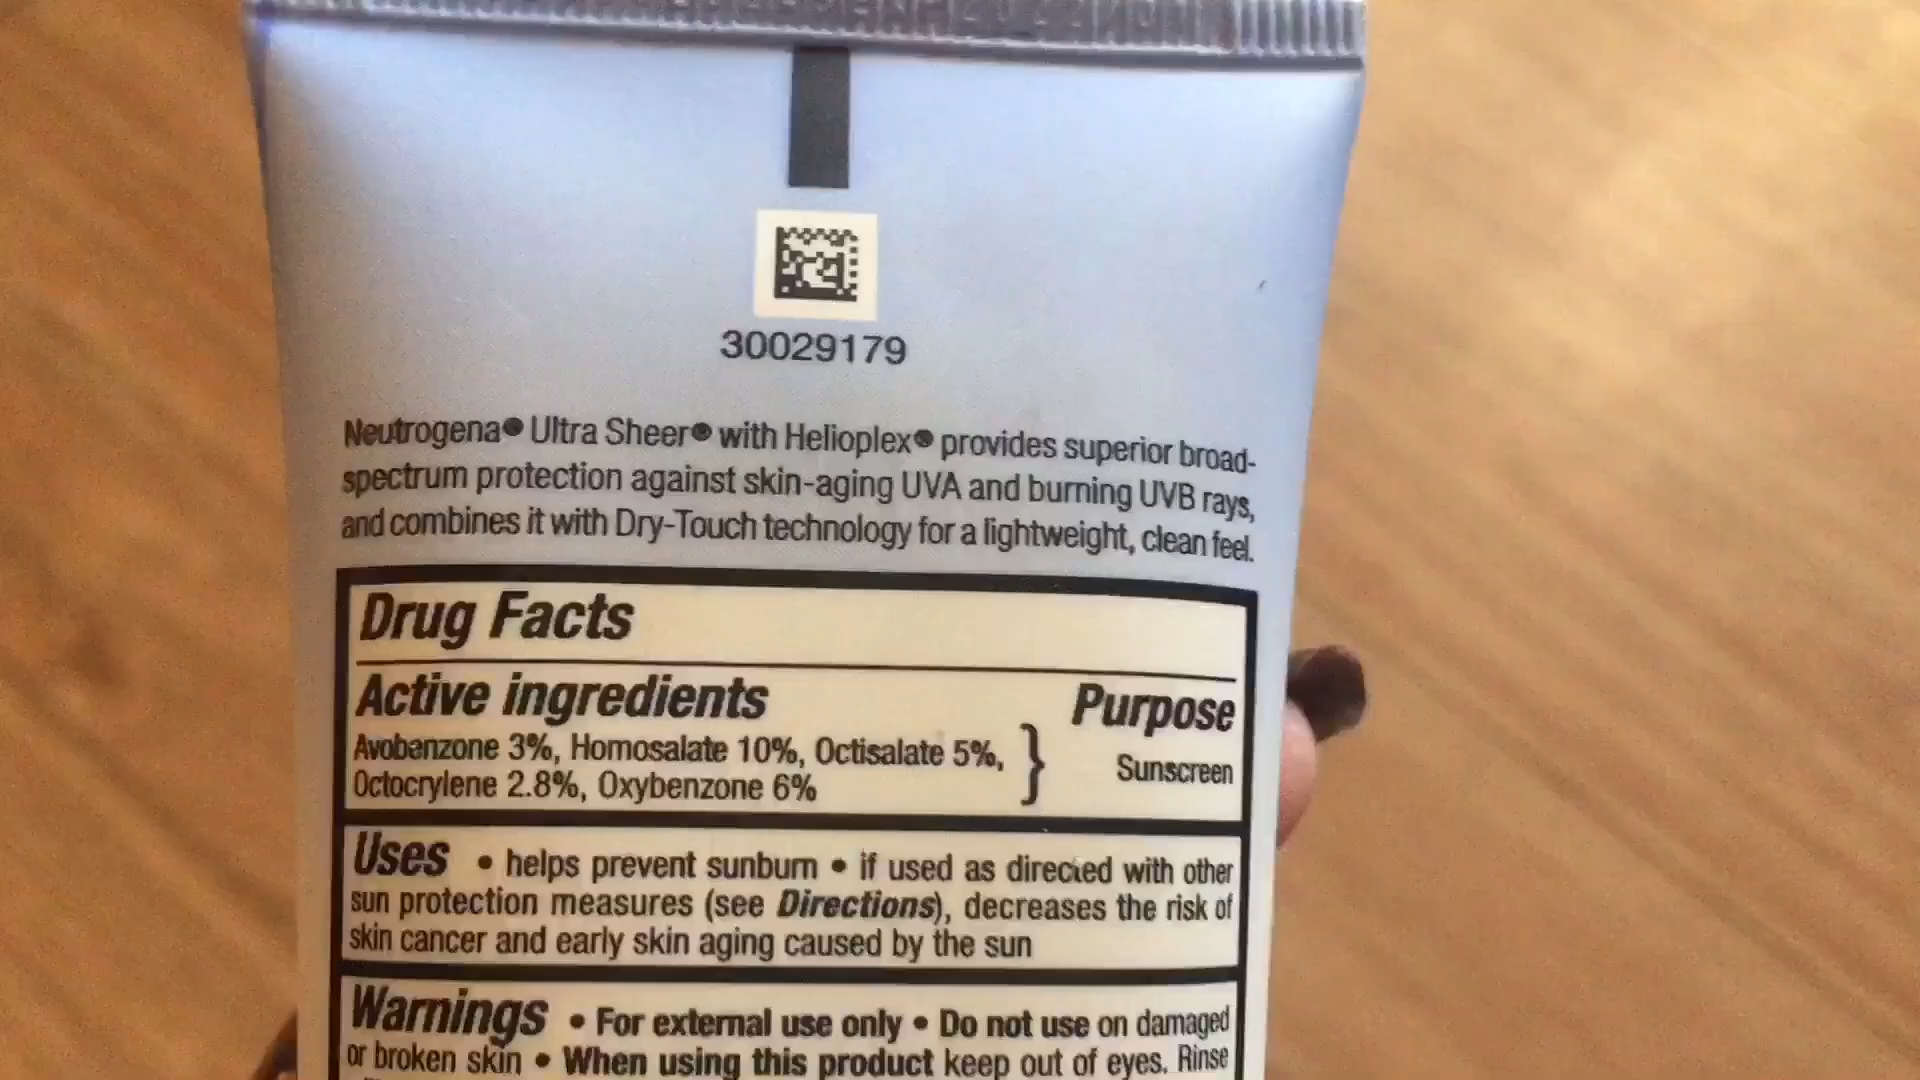 30029179
Neutrogena® Ultra Sheer® with Helioplex® provides superior broad-
spectrum protection against skin-aging UVA and burning UVB rays,
and combines it with Dry-Touch technology for a lightweight, clean feel.
Drug Facts
Active ingredients Purpose
Avobenzone 3%, Homosalate 10%, Octisalate 5%,
Octocrylene 2.8%, Oxybenzone 6% } Sunscreen
Uses • helps prevent sunburn • if used as directed with other
sun protection measures (see Directions), decreases the risk of
skin cancer and early skin aging caused by the sun
Warnings • For external use only • Do not use on damaged
or broken skin • When using this product keep out of eyes. Rinse